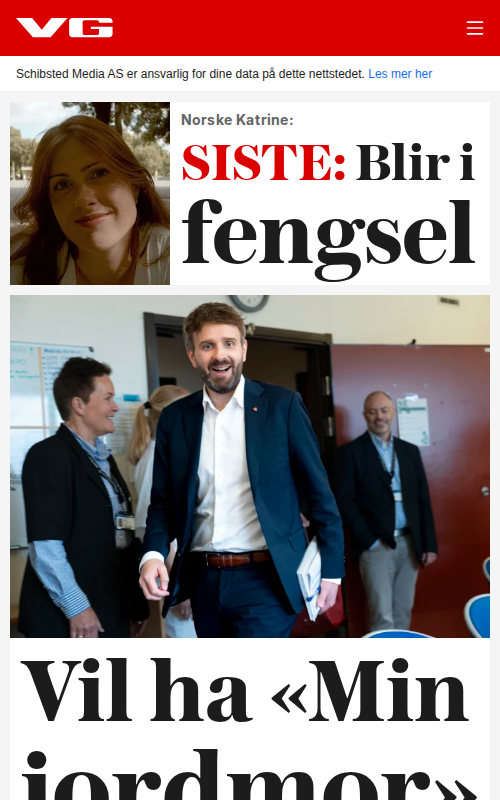 VG
Schibsted Media AS er ansvarlig for dine data på dette nettstedet. Les mer her
Norske Katrine:
SISTE: Blir i
fengsel
Vil ha «Min
jordmor»